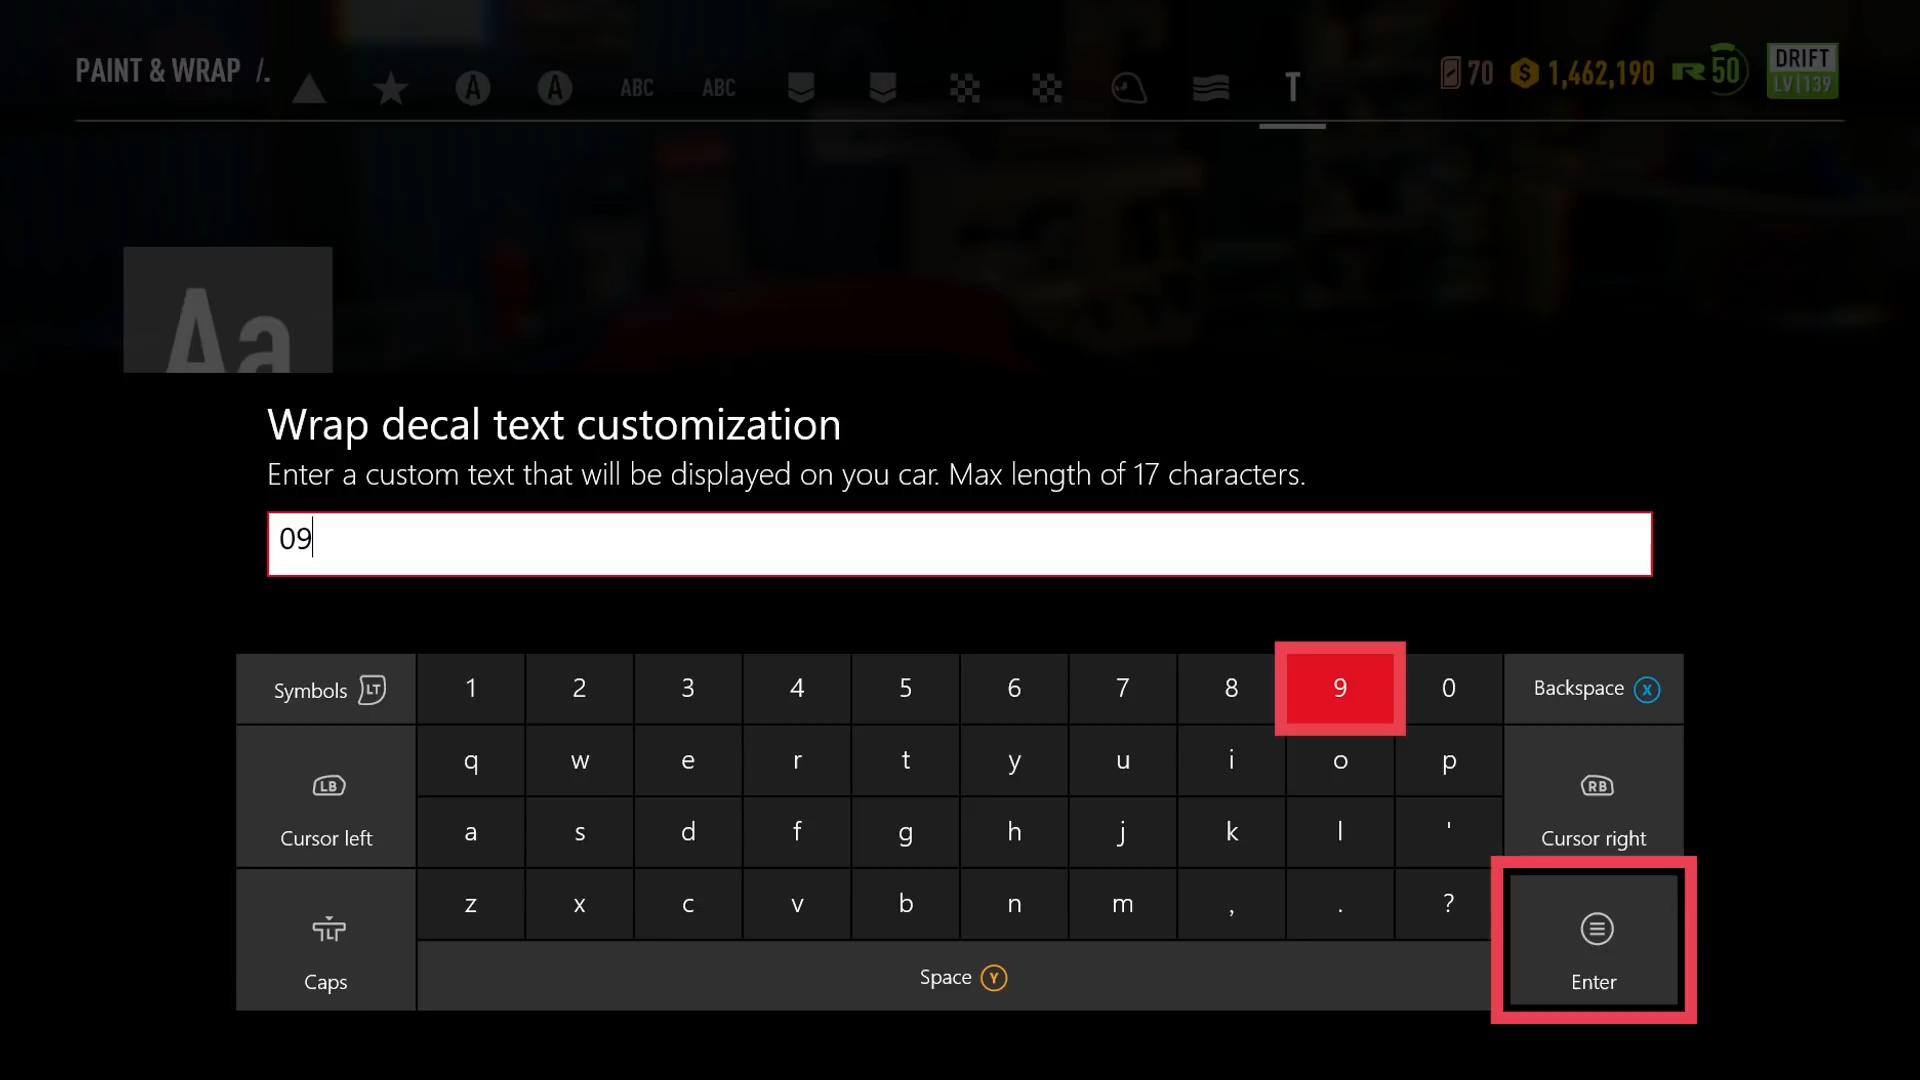 PAINT & WRAP /.
A
A
ABC
ABC
T
70
$ 1,462,190
R 50
DRIFT
LV|139
Aa
Wrap decal text customization
Enter a custom text that will be displayed on you car. Max length of 17 characters.
09
Symbols LT 1 2 3 4 5 6 7 8 9 0 Backspace X
q w e r t y u i o p
LB RB
Cursor left a s d f g h j k l ' Cursor right
z x c v b n m , . ?
Caps Space Y Enter